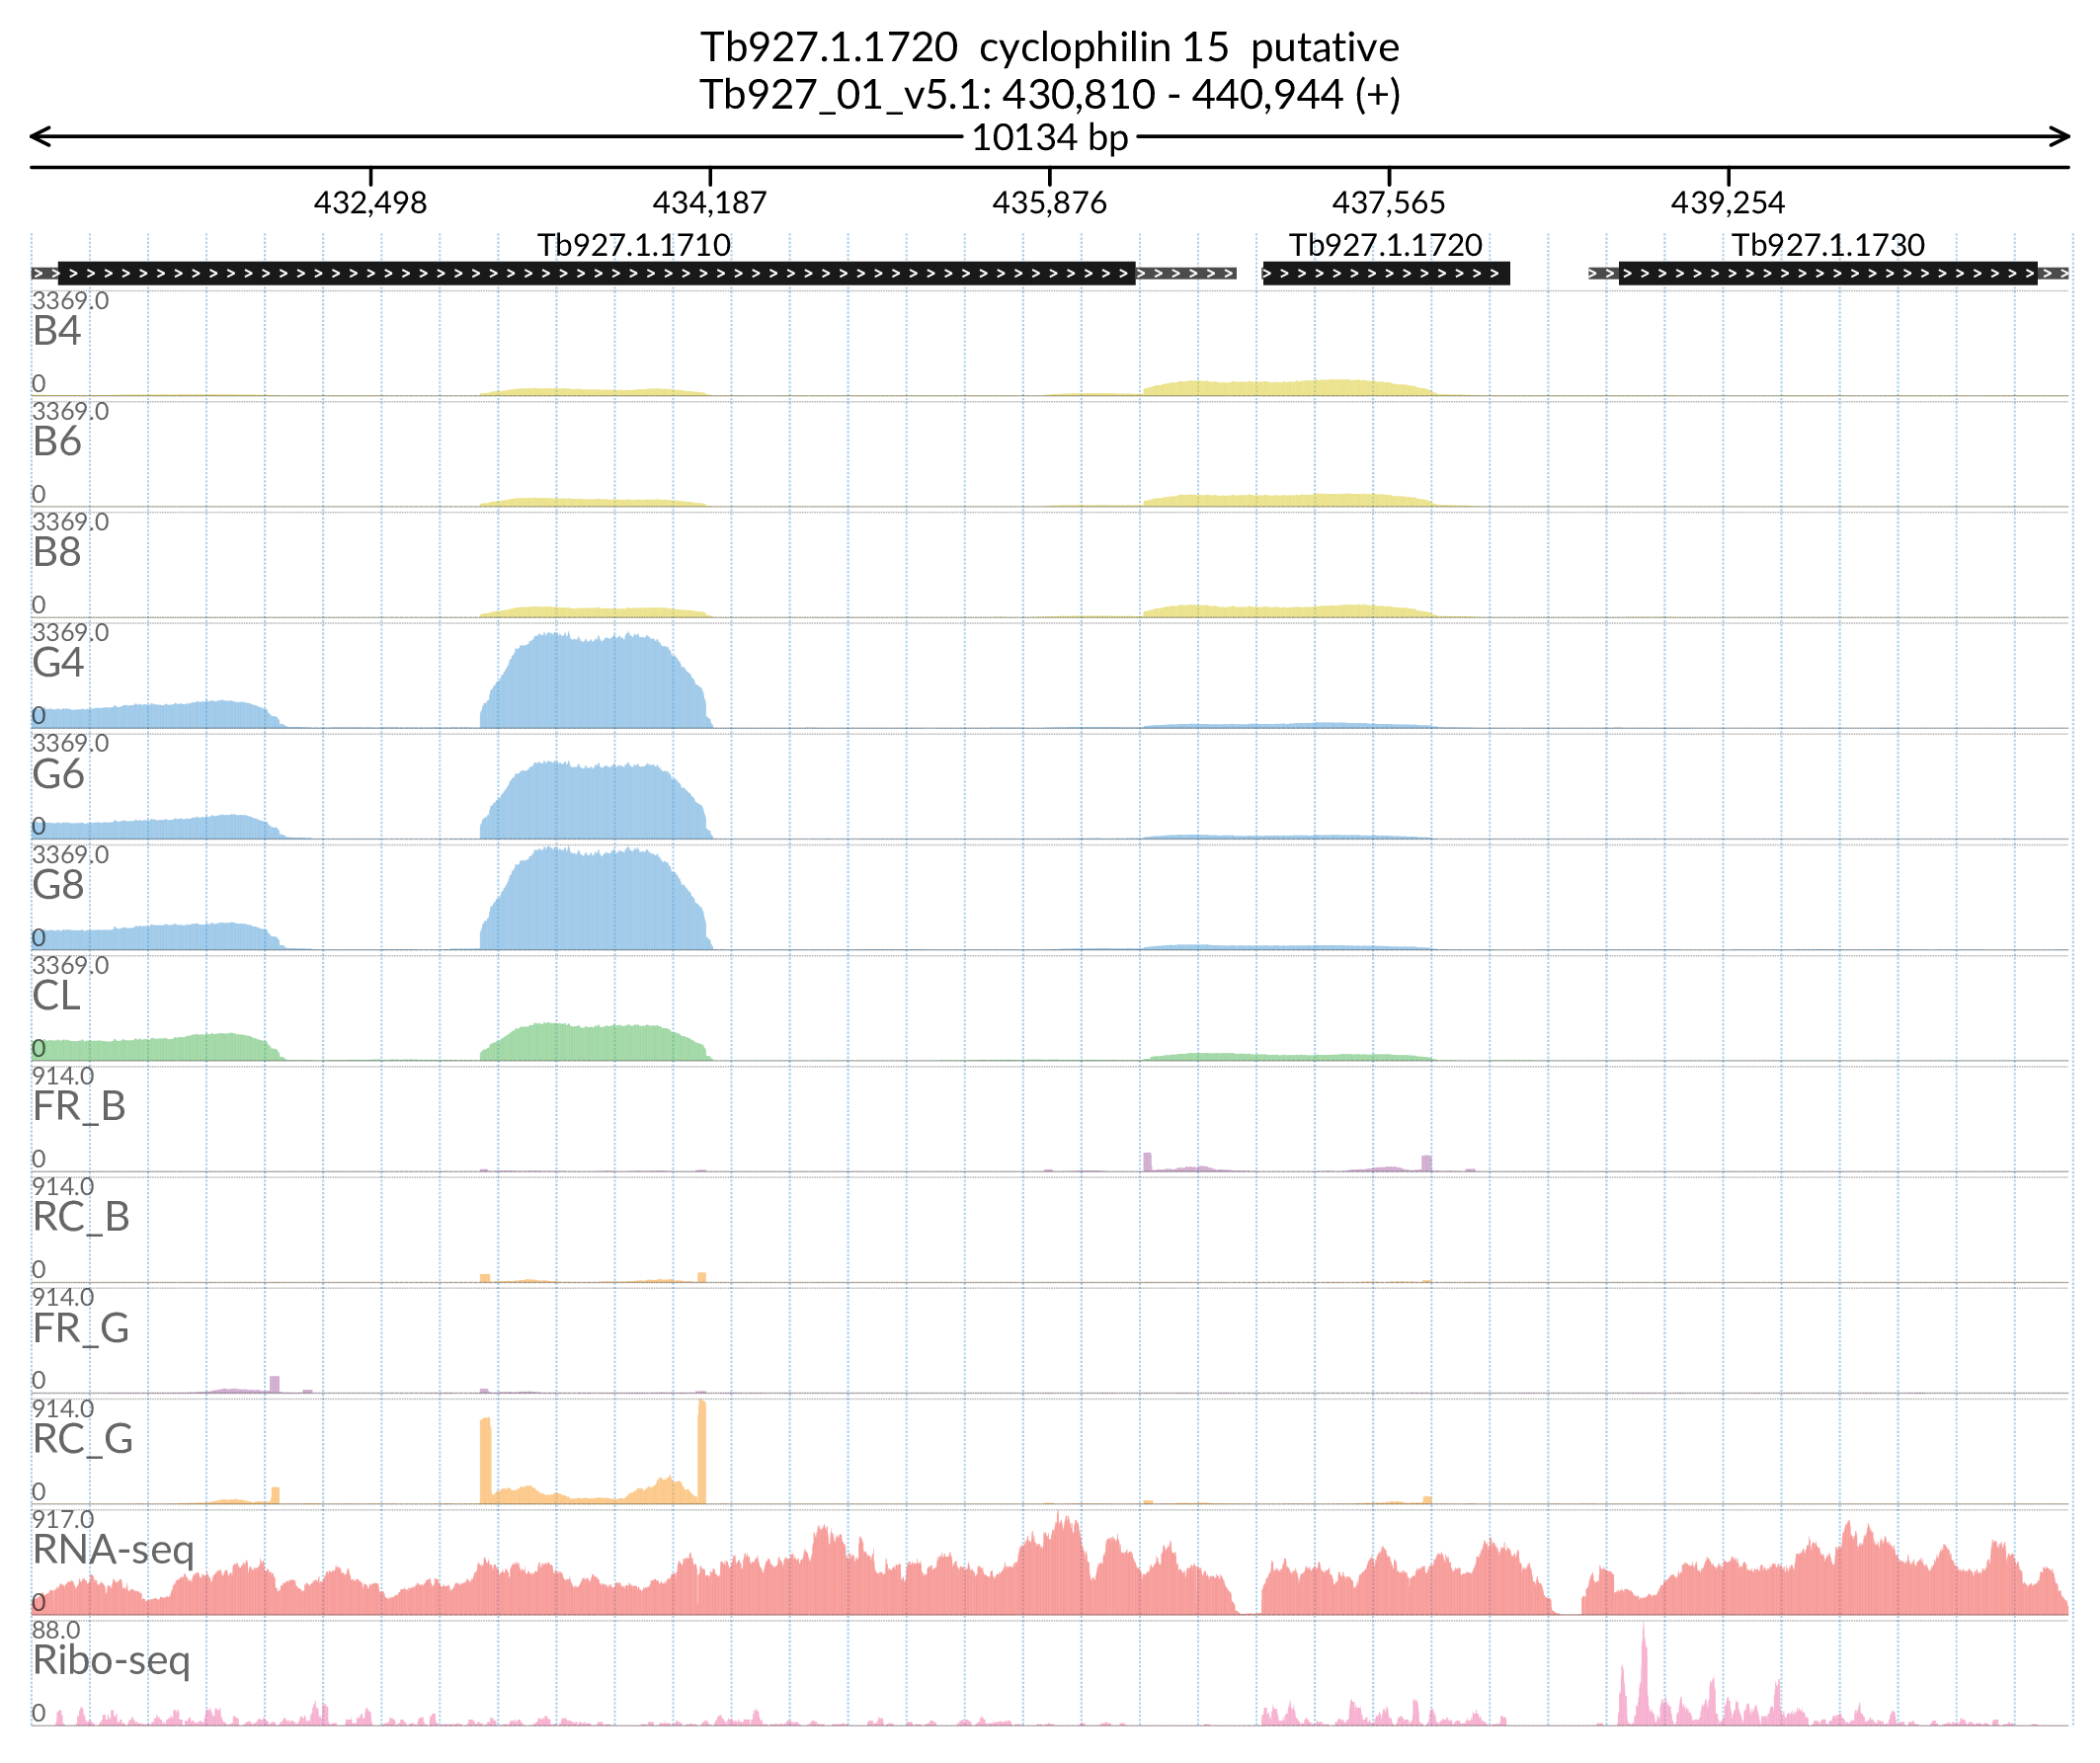 Tb927.1.1720  cyclophilin 15  putative
Tb927_01_v5.1: 430,810 - 440,944 (+)
10134 bp
432,498 434,187 435,876 437,565 439,254
Tb927.1.1710 Tb927.1.1720 Tb927.1.1730
3369.0
B4
0
3369.0
B6
0
3369.0
B8
0
3369.0
G4
0
3369.0
G6
0
3369.0
G8
0
3369.0
CL
0
914.0
FR_B
0
914.0
RC_B
0
914.0
FR_G
0
914.0
RC_G
0
917.0
RNA-seq
0
88.0
Ribo-seq
0